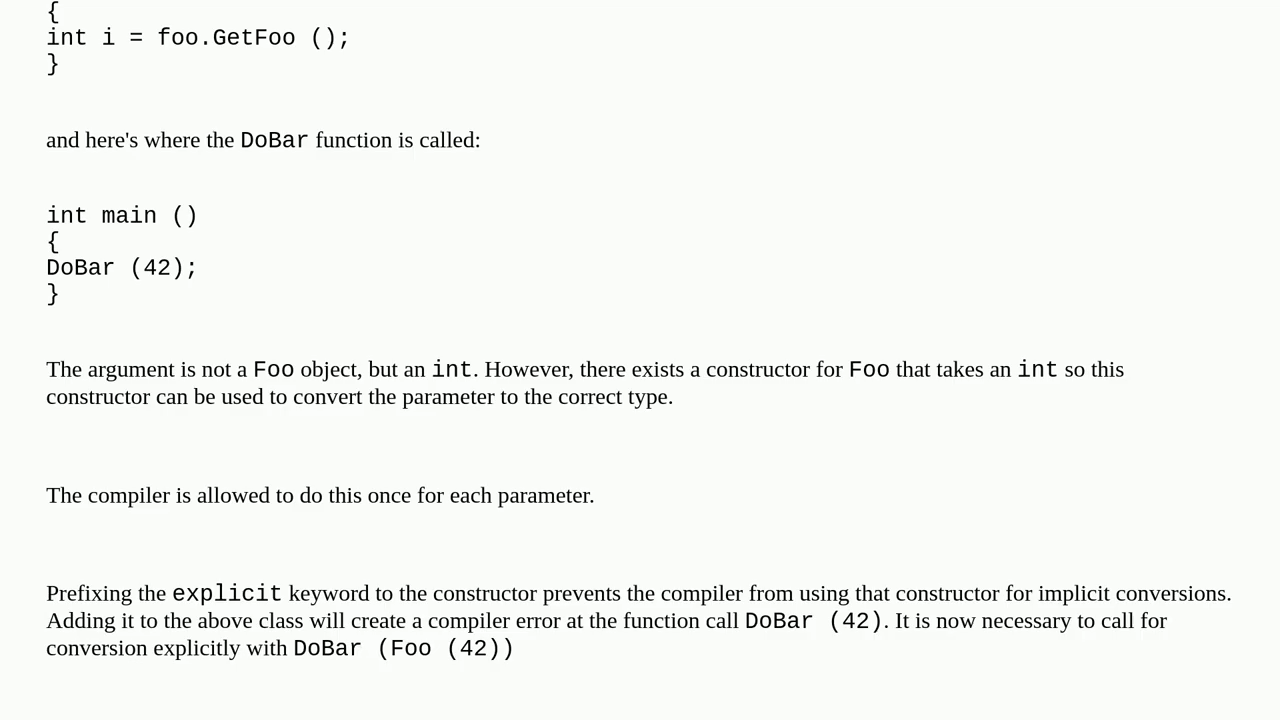 {
int i = foo.GetFoo ();
}
and here's where the DoBar function is called:
int main ()
{
DoBar (42);
}
The argument is not a Foo object, but an int. However, there exists a constructor for Foo that takes an int so this
constructor can be used to convert the parameter to the correct type.
The compiler is allowed to do this once for each parameter.
Prefixing the explicit keyword to the constructor prevents the compiler from using that constructor for implicit conversions.
Adding it to the above class will create a compiler error at the function call DoBar (42). It is now necessary to call for
conversion explicitly with DoBar (Foo (42))